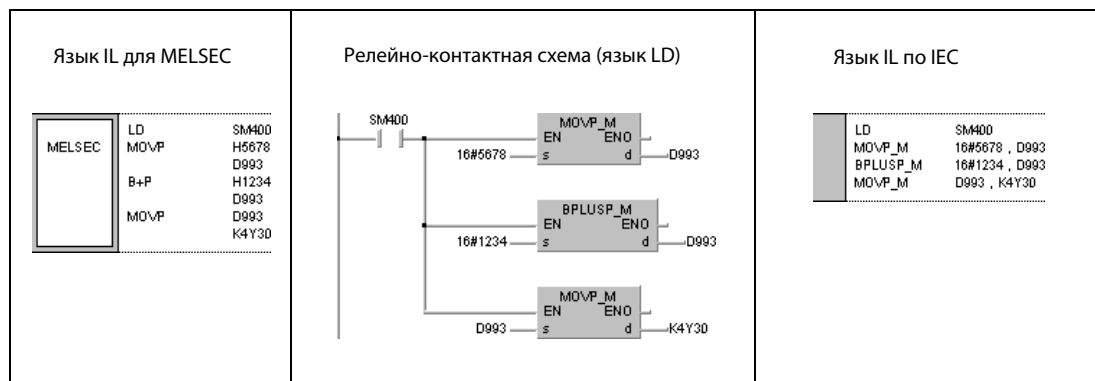 Язык IL для MELSEC
MELSEC
LD SM400
MOVP H5678
D993
B+P H1234
D993
MOVP D993
K4Y30
Релейно-контактная схема (язык LD)
SM400
MOVP_M
EN ENO
16#5678 s d D993
BPLUSP_M
EN ENO
16#1234 s d D993
MOVP_M
EN ENO
D993 s d K4Y30
Язык IL по IEC
LD SM400
MOVP_M 16#5678 , D993
BPLUSP_M 16#1234 , D993
MOVP_M D993 , K4Y30